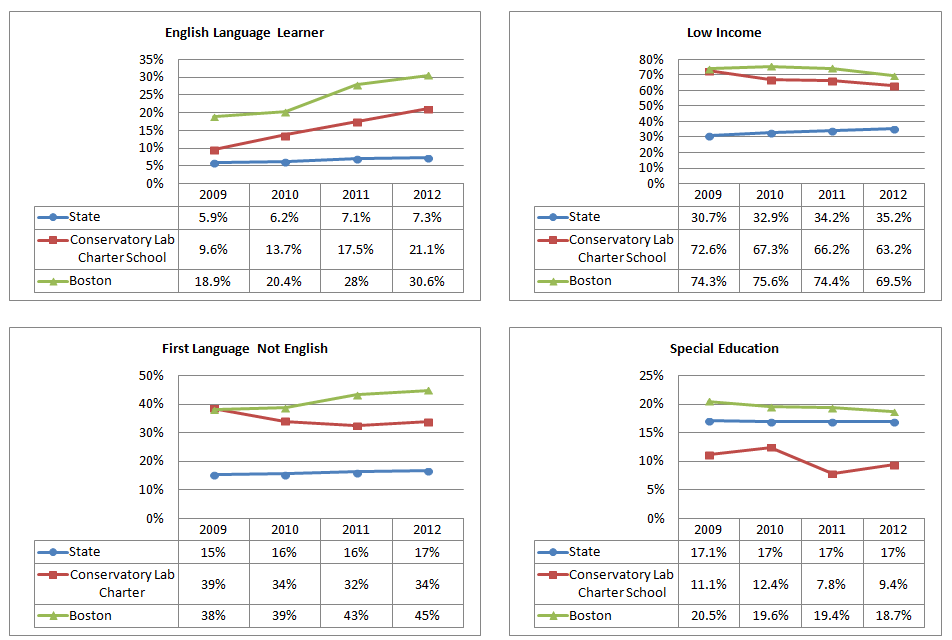 English Language Learner
35%
30%
25%
20%
15%
10%
5%
0%
2009 2010 2011 2012
State 5.9% 6.2% 7.1% 7.3%
Conservatory Lab
Charter School 9.6% 13.7% 17.5% 21.1%
Boston 18.9% 20.4% 28% 30.6%
Low Income
80%
70%
60%
50%
40%
30%
20%
10%
0%
2009 2010 2011 2012
State 30.7% 32.9% 34.2% 35.2%
Conservatory Lab
Charter School 72.6% 67.3% 66.2% 63.2%
Boston 74.3% 75.6% 74.4% 69.5%
First Language Not English
50%
40%
30%
20%
10%
0%
2009 2010 2011 2012
State 15% 16% 16% 17%
Conservatory Lab
Charter 39% 34% 32% 34%
Boston 38% 39% 43% 45%
Special Education
25%
20%
15%
10%
5%
0%
2009 2010 2011 2012
State 17.1% 17% 17% 17%
Conservatory Lab
Charter School 11.1% 12.4% 7.8% 9.4%
Boston 20.5% 19.6% 19.4% 18.7%